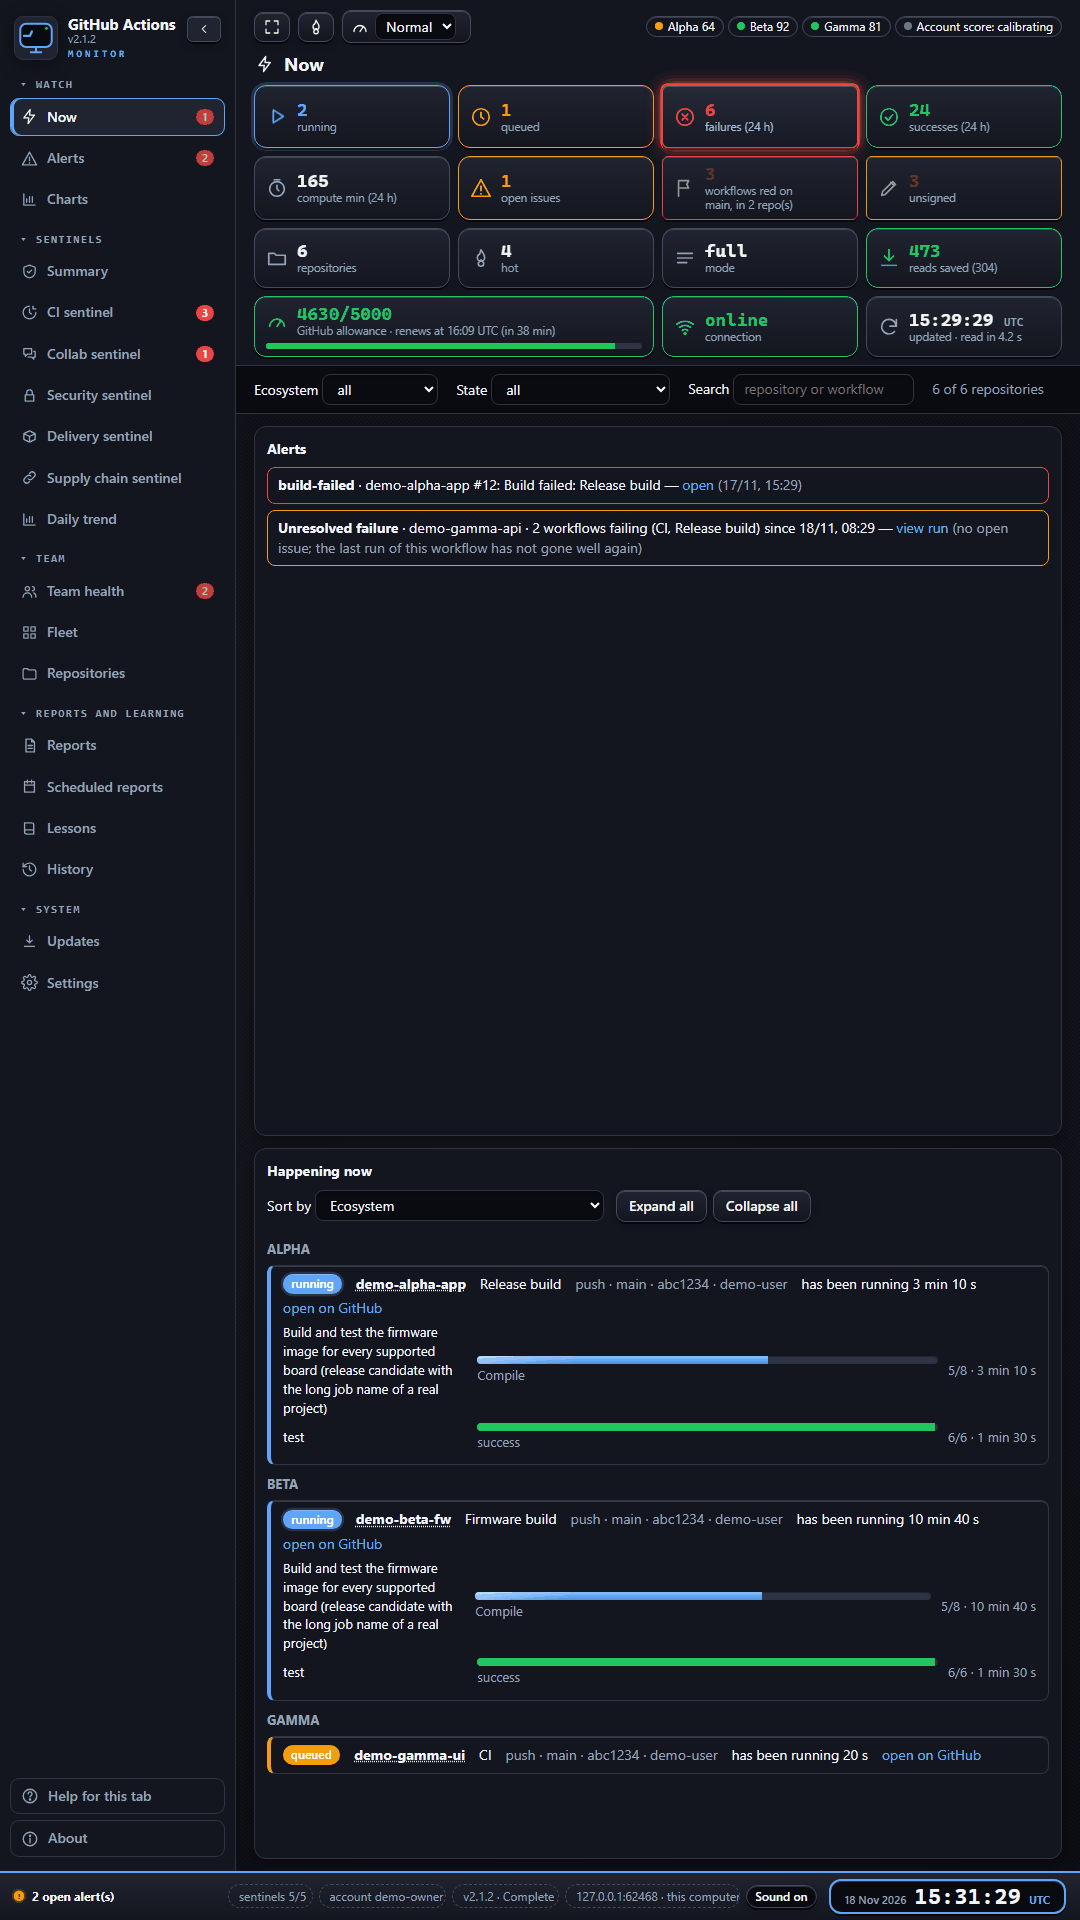 GitHub Actions
v2.1.2
MONITOR
WATCH
Now 1
Alerts 2
Charts
SENTINELS
Summary
CI sentinel 3
Collab sentinel 1
Security sentinel
Delivery sentinel
Supply chain sentinel
Daily trend
TEAM
Team health 2
Fleet
Repositories
REPORTS AND LEARNING
Reports
Scheduled reports
Lessons
History
SYSTEM
Updates
Settings
Help for this tab
About
Normal
Alpha 64
Beta 92
Gamma 81
Account score: calibrating
Now
2
running
1
queued
6
failures (24 h)
24
successes (24 h)
165
compute min (24 h)
1
open issues
3
workflows red on
main, in 2 repo(s)
3
unsigned
6
repositories
4
hot
full
mode
473
reads saved (304)
4630/5000
GitHub allowance · renews at 16:09 UTC (in 38 min)
online
connection
15:29:29 UTC
updated · read in 4.2 s
Ecosystem all State all Search repository or workflow 6 of 6 repositories
Alerts
build-failed · demo-alpha-app #12: Build failed: Release build — open (17/11, 15:29)
Unresolved failure · demo-gamma-api · 2 workflows failing (CI, Release build) since 18/11, 08:29 — view run (no open
issue; the last run of this workflow has not gone well again)
Happening now
Sort by Ecosystem Expand all Collapse all
ALPHA
running demo-alpha-app Release build push · main · abc1234 · demo-user has been running 3 min 10 s
open on GitHub
Build and test the firmware
image for every supported
board (release candidate with
the long job name of a real
project)
Compile
5/8 · 3 min 10 s
test
success
6/6 · 1 min 30 s
BETA
running demo-beta-fw Firmware build push · main · abc1234 · demo-user has been running 10 min 40 s
open on GitHub
Build and test the firmware
image for every supported
board (release candidate with
the long job name of a real
project)
Compile
5/8 · 10 min 40 s
test
success
6/6 · 1 min 30 s
GAMMA
queued demo-gamma-ui CI push · main · abc1234 · demo-user has been running 20 s open on GitHub
2 open alert(s)
sentinels 5/5
account demo-owner
v2.1.2 · Complete
127.0.0.1:62468 · this computer
Sound on
18 Nov 2026 15:31:29 UTC